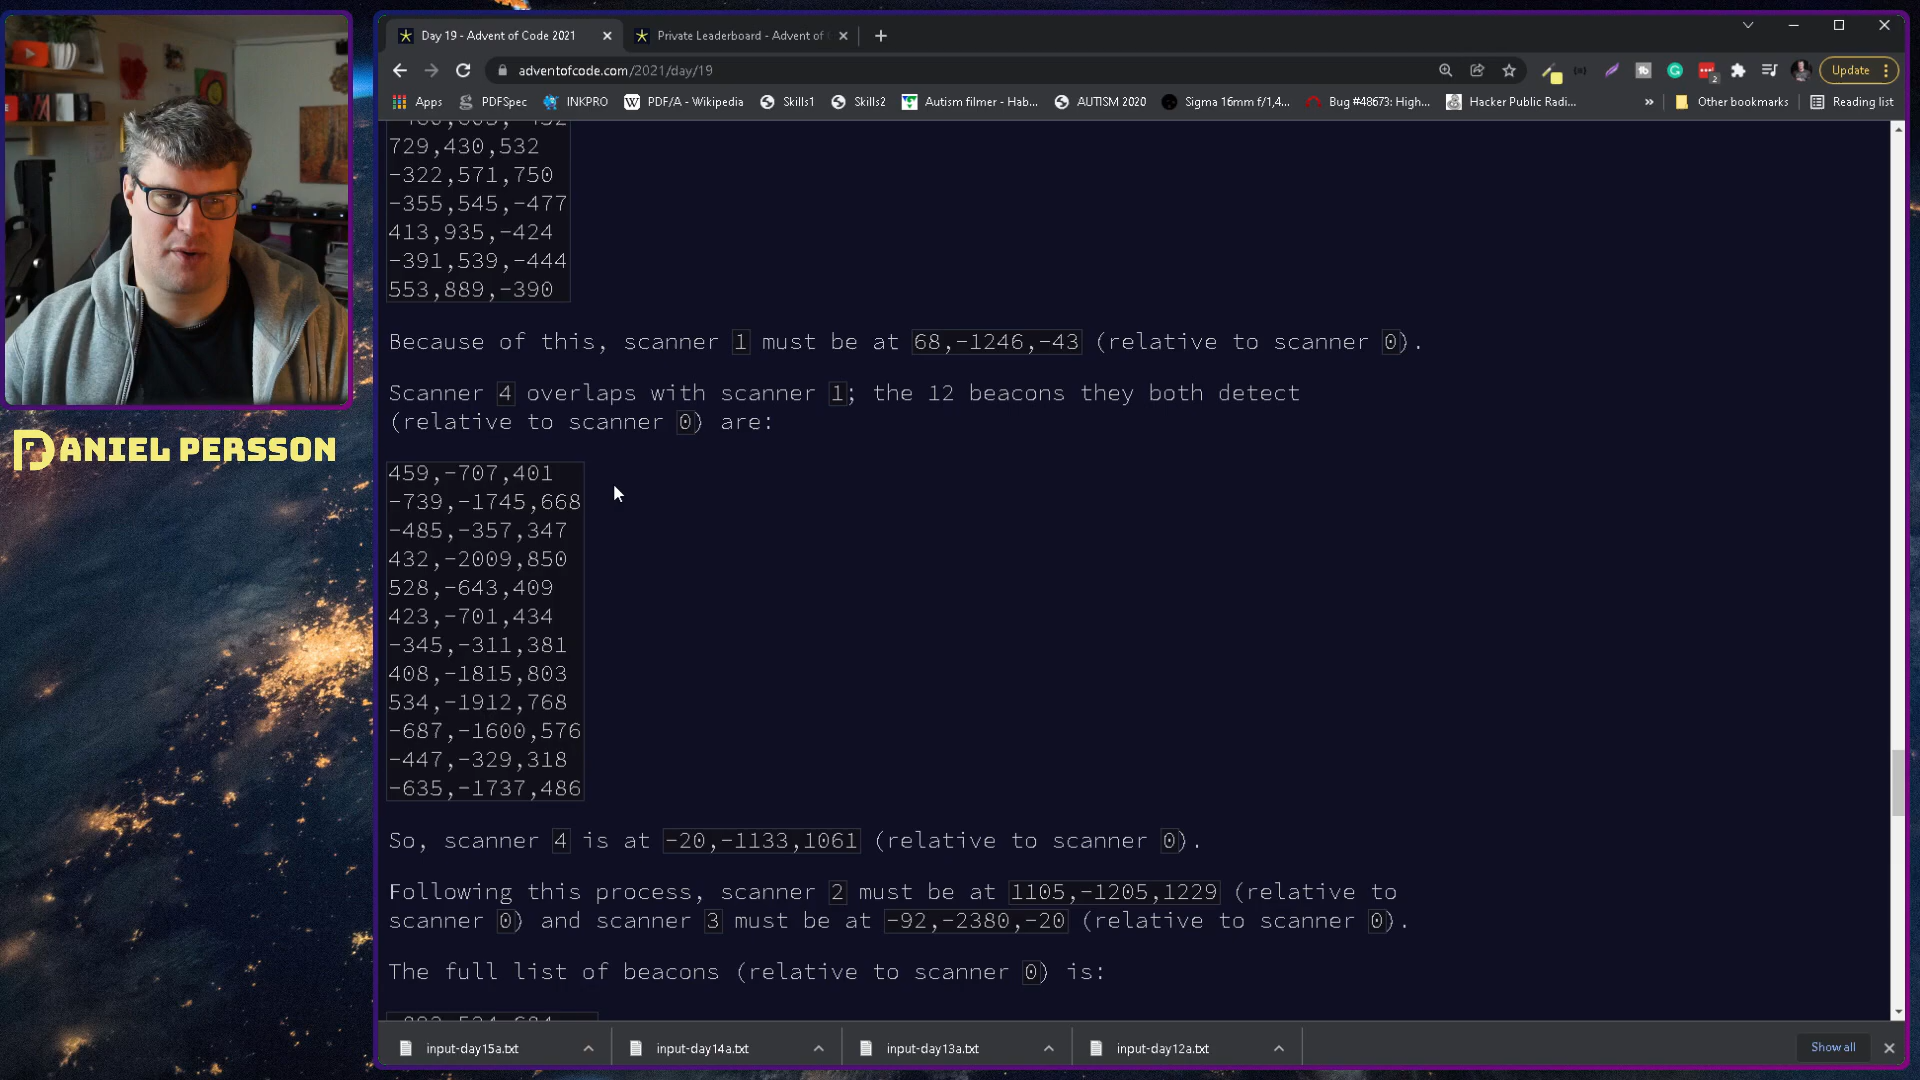 Day 19 - Advent of Code 2021
Private Leaderboard - Advent of
adventofcode.com/2021/day/19
Update
Apps
PDFSpec
INKPRO
PDF/A - Wikipedia
Skills1
Skills2
Autism filmer - Hab...
AUTISM 2020
Sigma 16mm f/1,4...
Bug #48673: High...
Hacker Public Radi...
»
Other bookmarks
Reading list
729,430,532
-322,571,750
-355,545,-477
413,935,-424
-391,539,-444
553,889,-390
Because of this, scanner 1 must be at 68,-1246,-43 (relative to scanner 0).
Scanner 4 overlaps with scanner 1; the 12 beacons they both detect
(relative to scanner 0) are:
459,-707,401
-739,-1745,668
-485,-357,347
432,-2009,850
528,-643,409
423,-701,434
-345,-311,381
408,-1815,803
534,-1912,768
-687,-1600,576
-447,-329,318
-635,-1737,486
So, scanner 4 is at -20,-1133,1061 (relative to scanner 0).
Following this process, scanner 2 must be at 1105,-1205,1229 (relative to
scanner 0) and scanner 3 must be at -92,-2380,-20 (relative to scanner 0).
The full list of beacons (relative to scanner 0) is:
input-day15a.txt
input-day14a.txt
input-day13a.txt
input-day12a.txt
Show all
DANIEL PERSSON